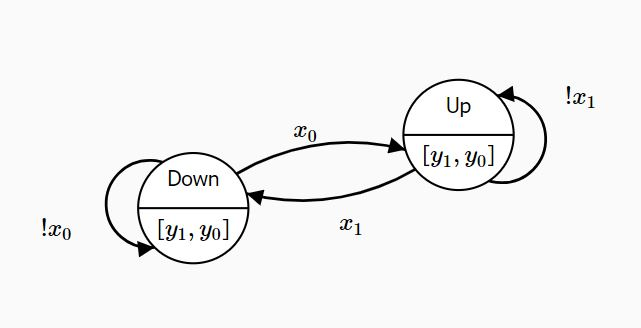 Up
!x₁
[y₁, y₀]
x₀
Down
[y₁, y₀]
!x₀
x₁